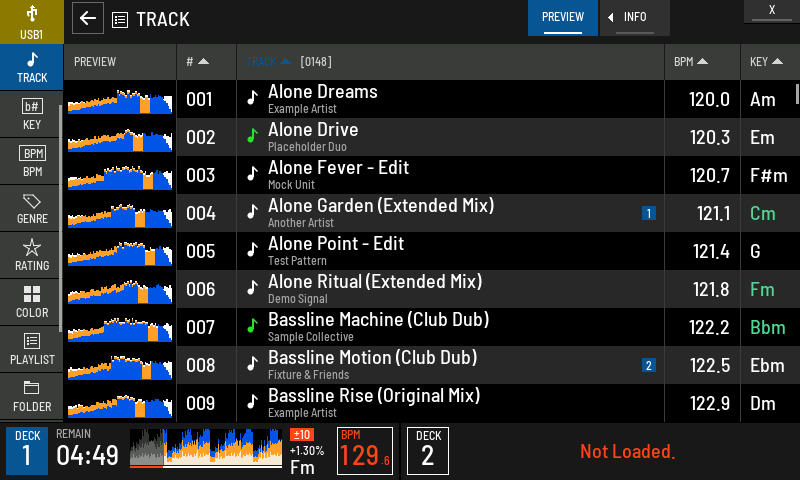 USB1
TRACK
PREVIEW
INFO
X
TRACK
b#
KEY
BPM
BPM
GENRE
RATING
COLOR
PLAYLIST
FOLDER
PREVIEW # TRACK [0148] BPM KEY
001 Alone Dreams 120.0 Am
Example Artist
002 Alone Drive 120.3 Em
Placeholder Duo
003 Alone Fever - Edit 120.7 F#m
Mock Unit
004 Alone Garden (Extended Mix) 1 121.1 Cm
Another Artist
005 Alone Point - Edit 121.4 G
Test Pattern
006 Alone Ritual (Extended Mix) 121.8 Fm
Demo Signal
007 Bassline Machine (Club Dub) 122.2 Bbm
Sample Collective
008 Bassline Motion (Club Dub) 2 122.5 Ebm
Fixture & Friends
009 Bassline Rise (Original Mix) 122.9 Dm
Example Artist
DECK
1
REMAIN
04:49
±10
+1.30%
Fm
BPM
129.6
DECK
2
Not Loaded.